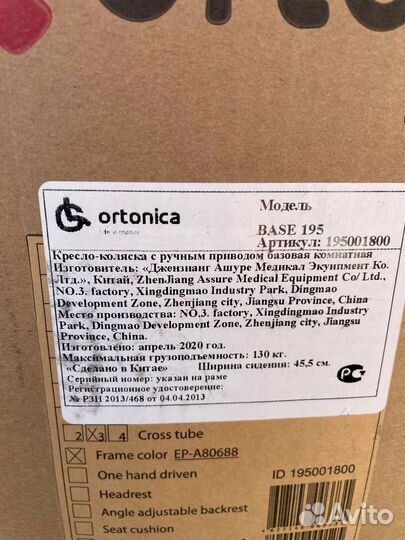 ortonica
Модель
BASE 195
Артикул: 195001800
Кресло-коляска с ручным приводом базовая комнатная
Изготовитель: «Джензианг Ашуре Медикал Экуипмент Ко.
Лтд.», Китай, ZhenJiang Assure Medical Equipment Co/ Ltd.,
NO.3. factory, Xingdingmao Industry Park, Dingmao
Development Zone, Zhenjiang city, Jiangsu Province, China
Место производства: NO,3. factory, Xingdingmao Industry
Park, Dingmao Development Zone, Zhenjiang city, Jiangsu
Province, China.
Изготовлено: апрель 2020 год.
Максимальная грузоподъемность: 130 кг.
«Сделано в Китае» Ширина сидения: 45,5 см.
Серийный номер: указан на раме
Регистрационное удостоверение:
№ РЗН 2013/468 от 04.04.2013
2 3 4 Cross tube
Frame color EP-A80688
One hand driven
ID 195001800
Headrest
Angle adjustable backrest
Seat cushion
Avito